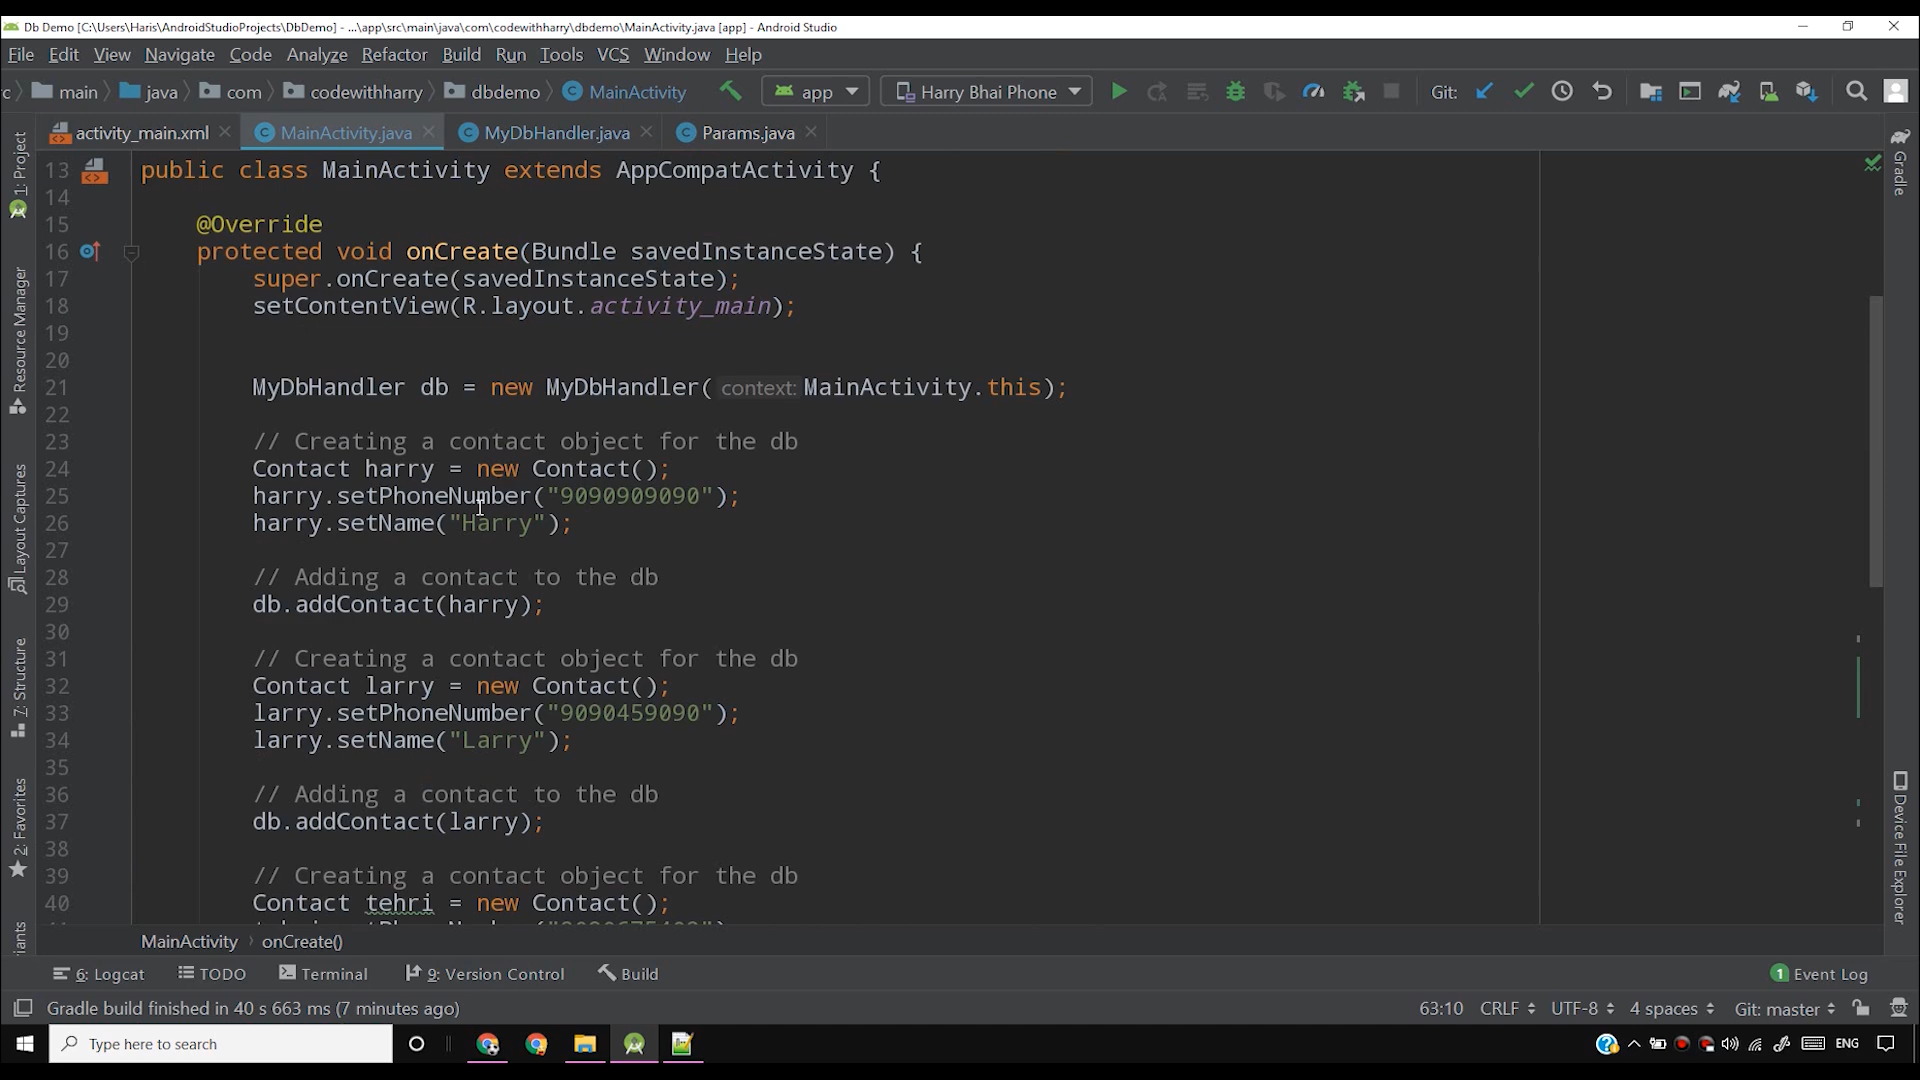 Db Demo [C:\Users\Haris\AndroidStudioProjects\DbDemo] - ...\app\src\main\java\com\codewithharry\dbdemo\MainActivity.java [app] - Android Studio
File Edit View Navigate Code Analyze Refactor Build Run Tools VCS Window Help
main java com codewithharry dbdemo MainActivity app Harry Bhai Phone Git:
activity_main.xml MainActivity.java MyDbHandler.java Params.java
1: Project
Resource Manager
Layout Captures
7: Structure
2: Favorites
13 public class MainActivity extends AppCompatActivity {
14
15 @Override
16 protected void onCreate(Bundle savedInstanceState) {
17 super.onCreate(savedInstanceState);
18 setContentView(R.layout.activity_main);
19
20
21 MyDbHandler db = new MyDbHandler( context: MainActivity.this);
22
23 // Creating a contact object for the db
24 Contact harry = new Contact();
25 harry.setPhoneNumber("9090909090");
26 harry.setName("Harry");
27
28 // Adding a contact to the db
29 db.addContact(harry);
30
31 // Creating a contact object for the db
32 Contact larry = new Contact();
33 larry.setPhoneNumber("9090459090");
34 larry.setName("Larry");
35
36 // Adding a contact to the db
37 db.addContact(larry);
38
39 // Creating a contact object for the db
40 Contact tehri = new Contact();
Gradle
Device File Explorer
MainActivity onCreate()
6: Logcat TODO Terminal 9: Version Control Build 1 Event Log
Gradle build finished in 40 s 663 ms (7 minutes ago) 63:10 CRLF UTF-8 4 spaces Git: master
Type here to search ENG